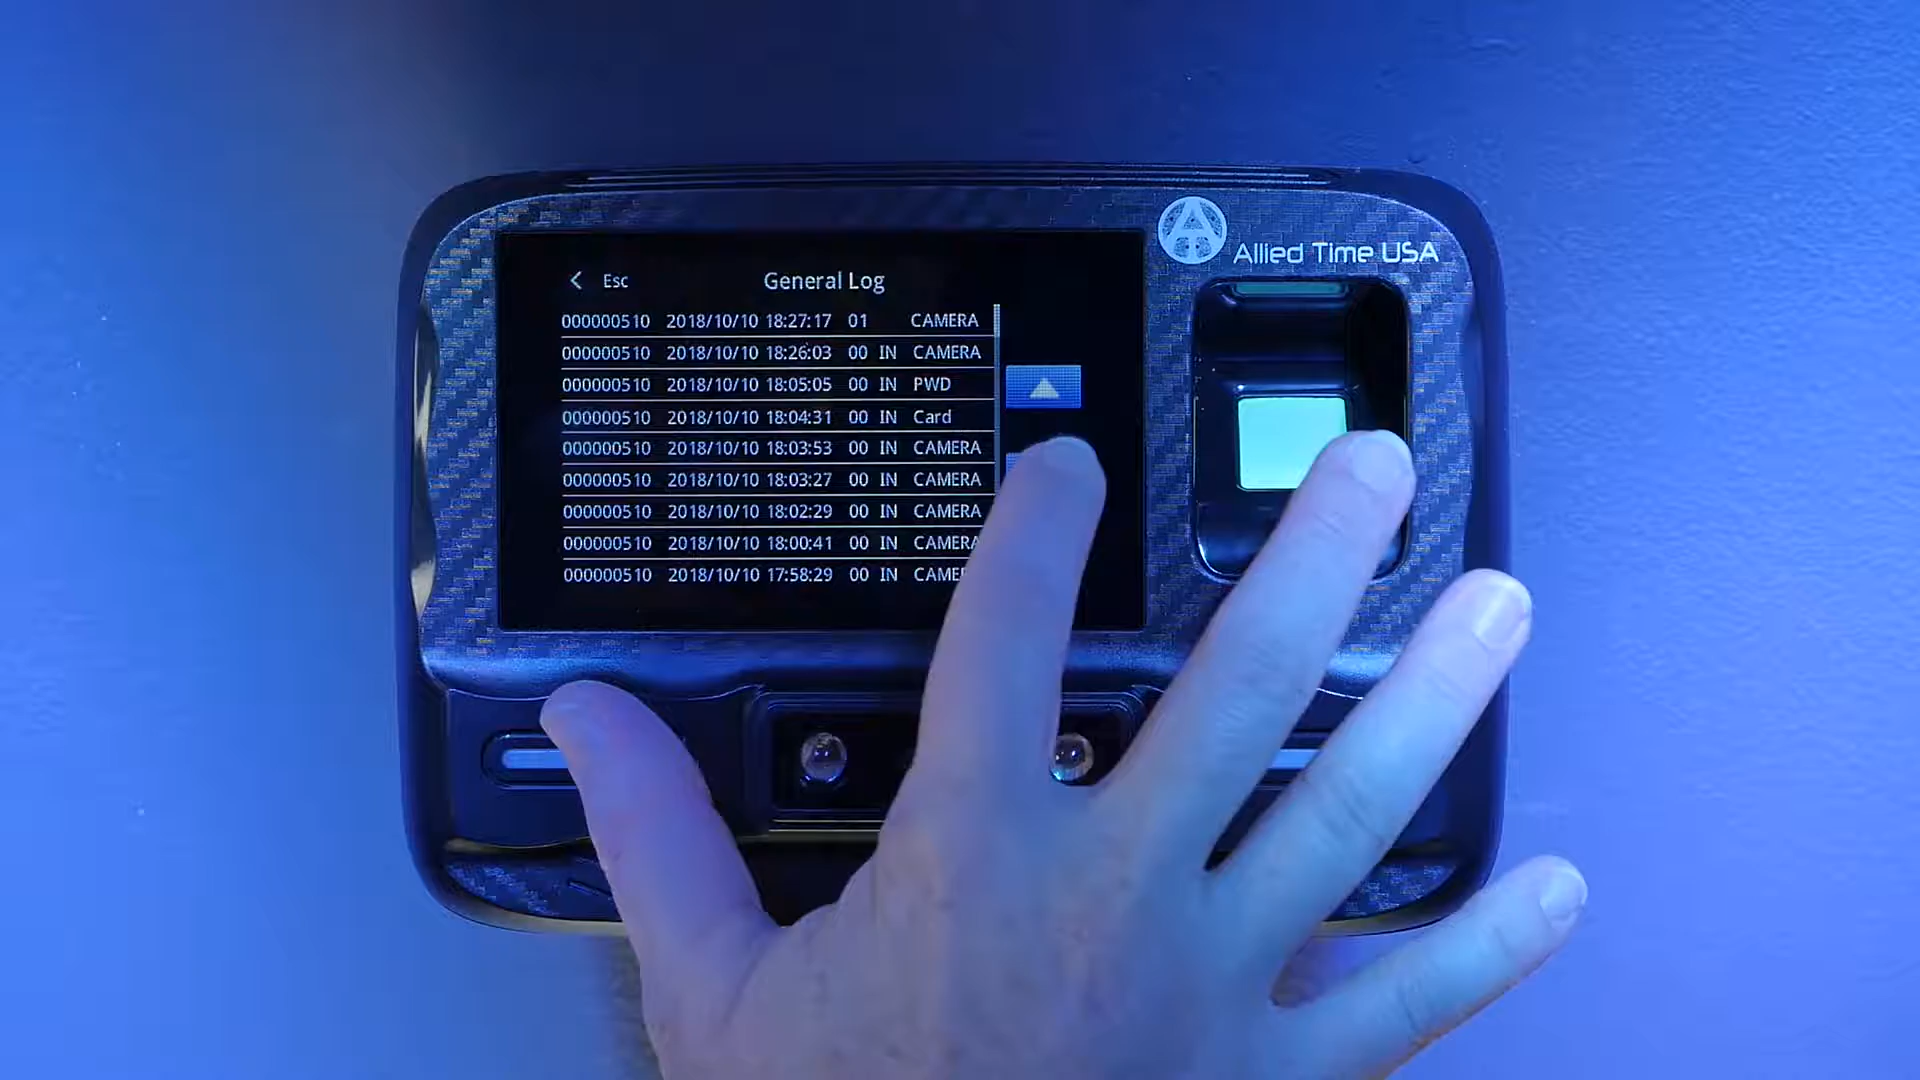 Allied Time USA
Esc General Log
000000510 2018/10/10 18:27:17 01 CAMERA
000000510 2018/10/10 18:26:03 00 IN CAMERA
000000510 2018/10/10 18:05:05 00 IN PWD
000000510 2018/10/10 18:04:31 00 IN Card
000000510 2018/10/10 18:03:53 00 IN CAMERA
000000510 2018/10/10 18:03:27 00 IN CAMERA
000000510 2018/10/10 18:02:29 00 IN CAMERA
000000510 2018/10/10 18:00:41 00 IN CAMERA
000000510 2018/10/10 17:58:29 00 IN CAME